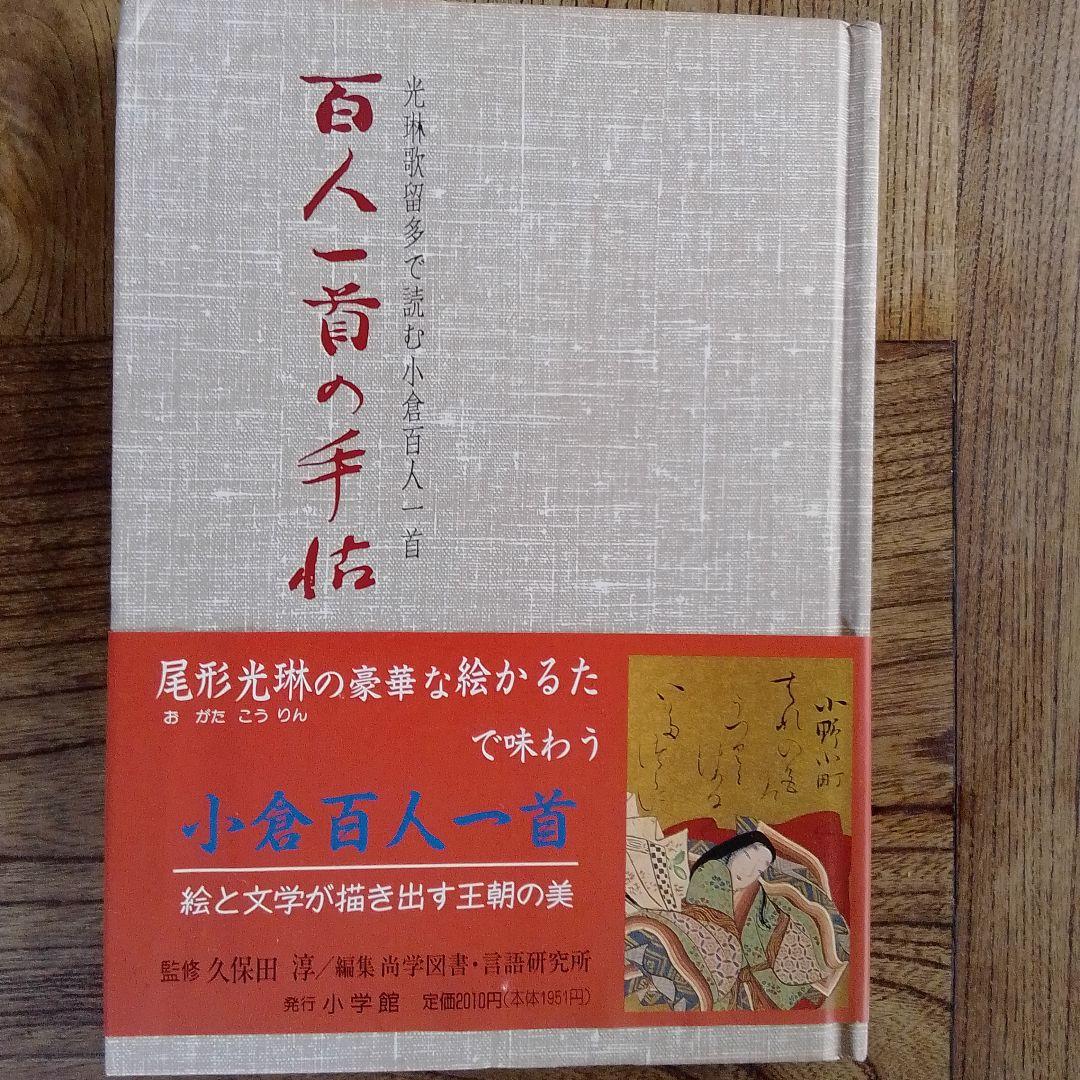 光琳歌留多で読む小倉百人一首
百人一首の手帖
尾形光琳の豪華な絵かるた
お がた こう りん
で味わう
小倉百人一首
絵と文学が描き出す王朝の美
監修 久保田 淳/編集 尚学図書・言語研究所
発行 小学館 定価2010円(本体1951円)
小野小町